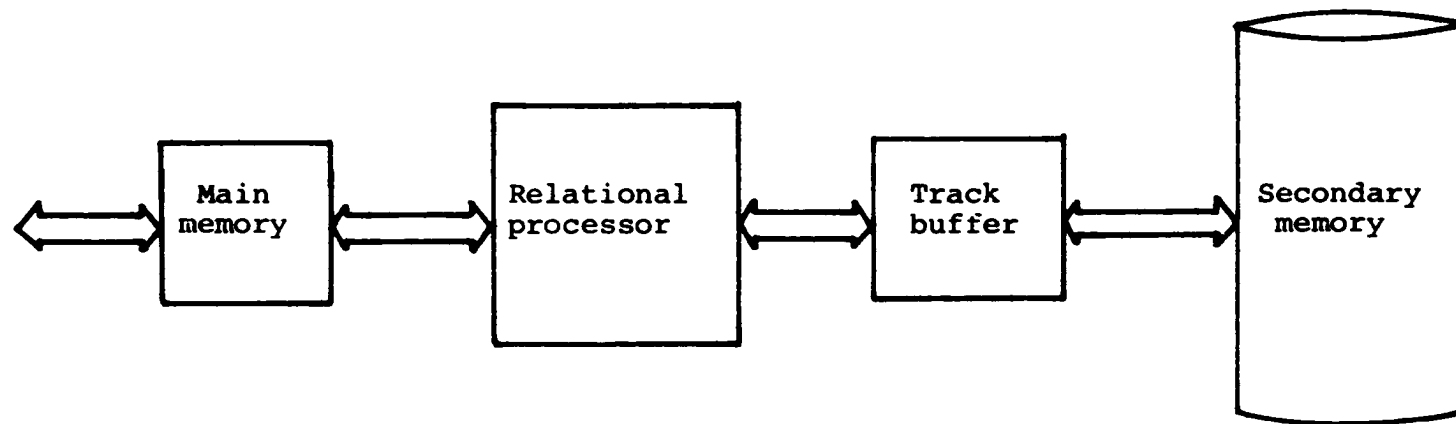 Main
memory
Relational
processor
Track
buffer
Secondary
memory